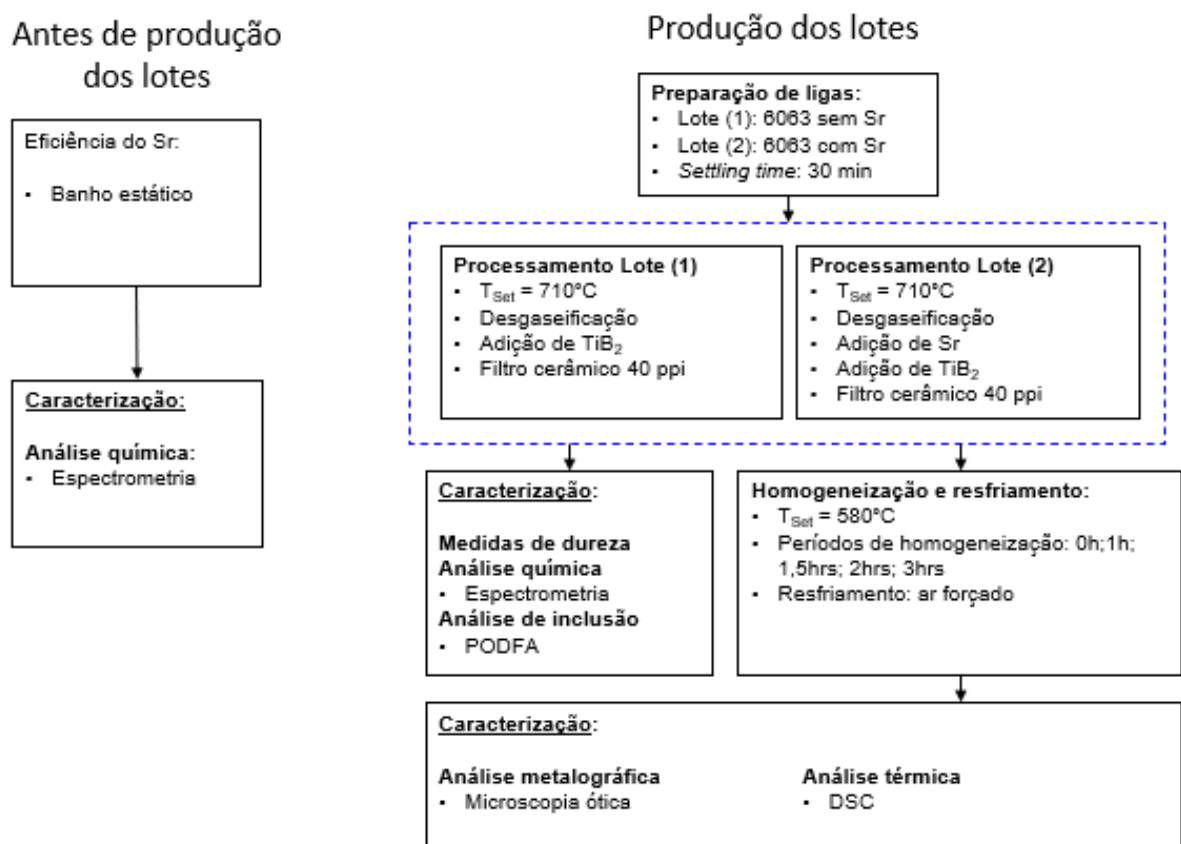 Antes de produção
dos lotes
Eficiência do Sr:
▪ Banho estático
Caracterização:
Análise química:
▪ Espectrometria
Produção dos lotes
Preparação de ligas:
▪ Lote (1): 6063 sem Sr
▪ Lote (2): 6063 com Sr
▪ Settling time: 30 min
Processamento Lote (1)
▪ TSet = 710°C
▪ Desgaseificação
▪ Adição de TiB2
▪ Filtro cerâmico 40 ppi
Processamento Lote (2)
▪ TSet = 710°C
▪ Desgaseificação
▪ Adição de Sr
▪ Adição de TiB2
▪ Filtro cerâmico 40 ppi
Caracterização:
Medidas de dureza
Análise química
▪ Espectrometria
Análise de inclusão
▪ PODFA
Homogeneização e resfriamento:
▪ TSet = 580°C
▪ Períodos de homogeneização: 0h;1h;
1,5hrs; 2hrs; 3hrs
▪ Resfriamento: ar forçado
Caracterização:
Análise metalográfica
▪ Microscopia ótica
Análise térmica
▪ DSC